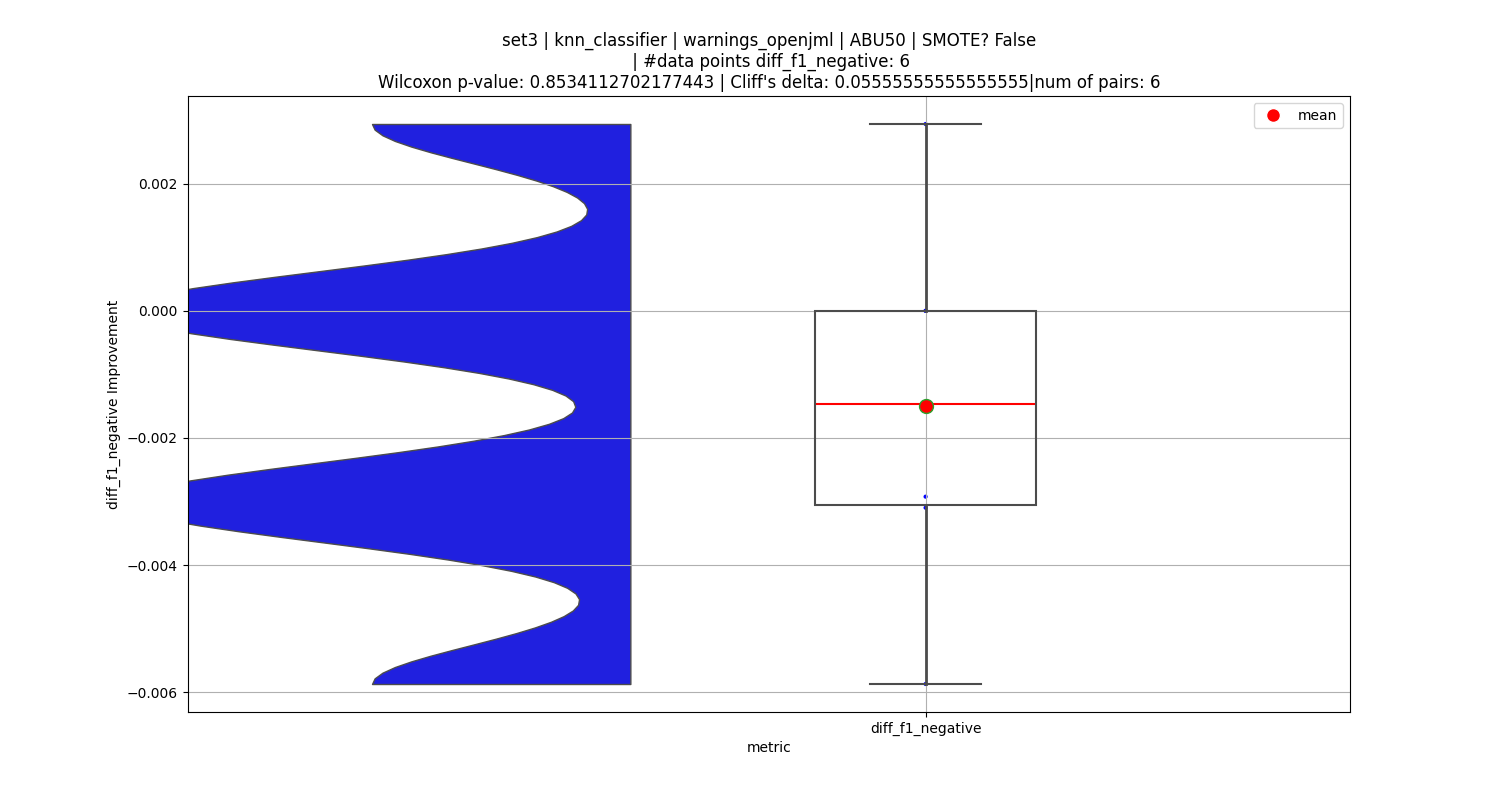 set3 | knn_classifier | warnings_openjml | ABU50 | SMOTE? False
| #data points diff_f1_negative: 6
Wilcoxon p-value: 0.8534112702177443 | Cliff's delta: 0.05555555555555555|num of pairs: 6
mean
0.002
0.000
−0.002
−0.004
−0.006
diff_f1_negative Improvement
diff_f1_negative
metric